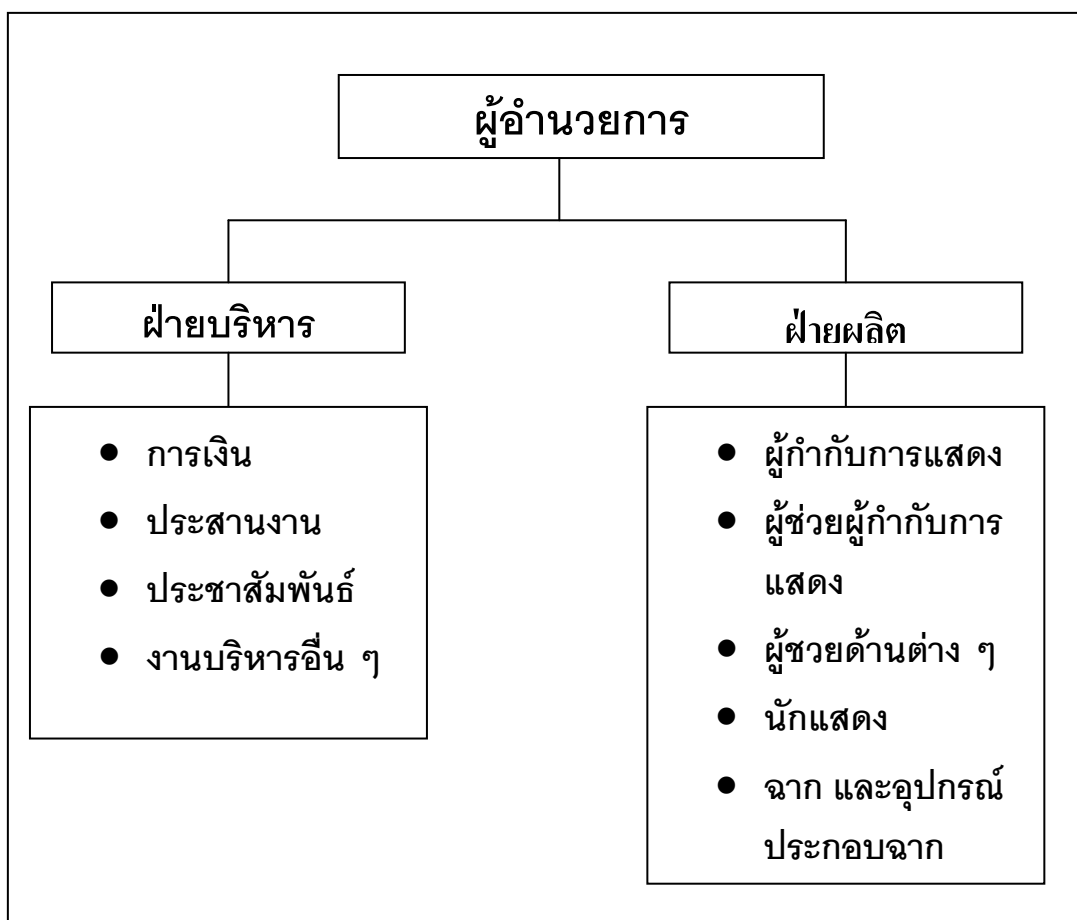 ผู้อำนวยการ
ฝ่ายบริหาร
ฝ่ายผลิต
● การเงิน
● ประสานงาน
● ประชาสัมพันธ์
● งานบริหารอื่น ๆ
● ผู้กำกับการแสดง
● ผู้ช่วยผู้กำกับการ
แสดง
● ผู้ชวยด้านต่าง ๆ
● นักแสดง
● ฉาก และอุปกรณ์
ประกอบฉาก